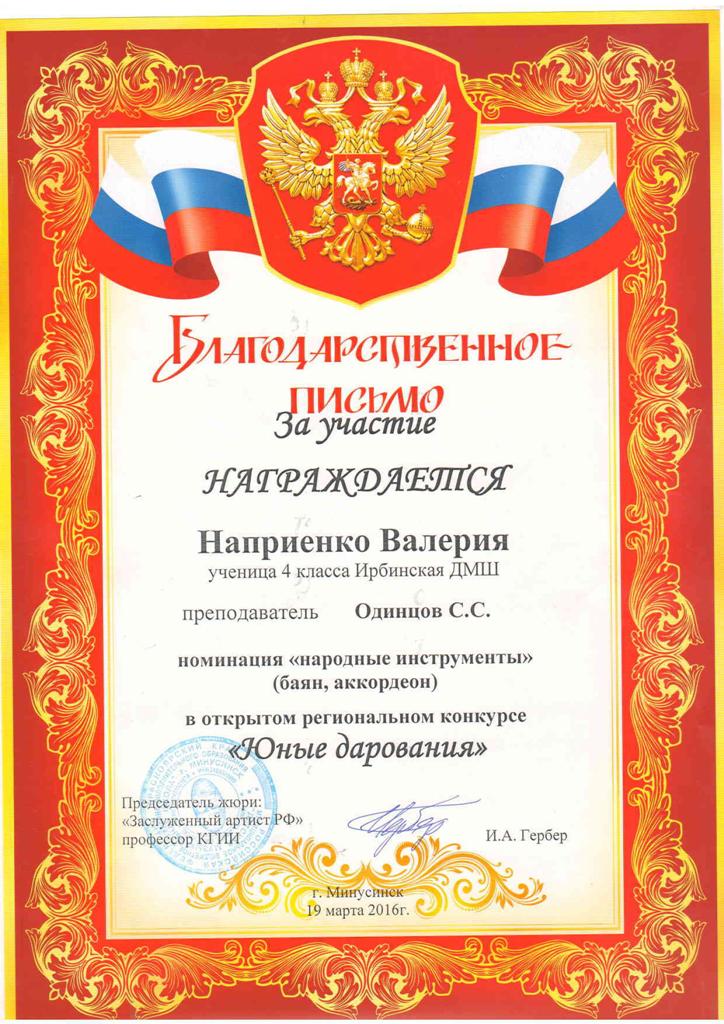 БЛАГОДАРСТВЕННОЕ
ПИСЬМО
За участие
НАГРАЖДАЕТСЯ
Наприенко Валерия
ученица 4 класса Ирбинская ДМШ
преподаватель Одинцов С.С.
номинация «народные инструменты»
(баян, аккордеон)
в открытом региональном конкурсе
«Юные дарования»
Председатель жюри:
«Заслуженный артист РФ»
профессор КГИИ
И.А. Гербер
г. Минусинск
19 марта 2016г.